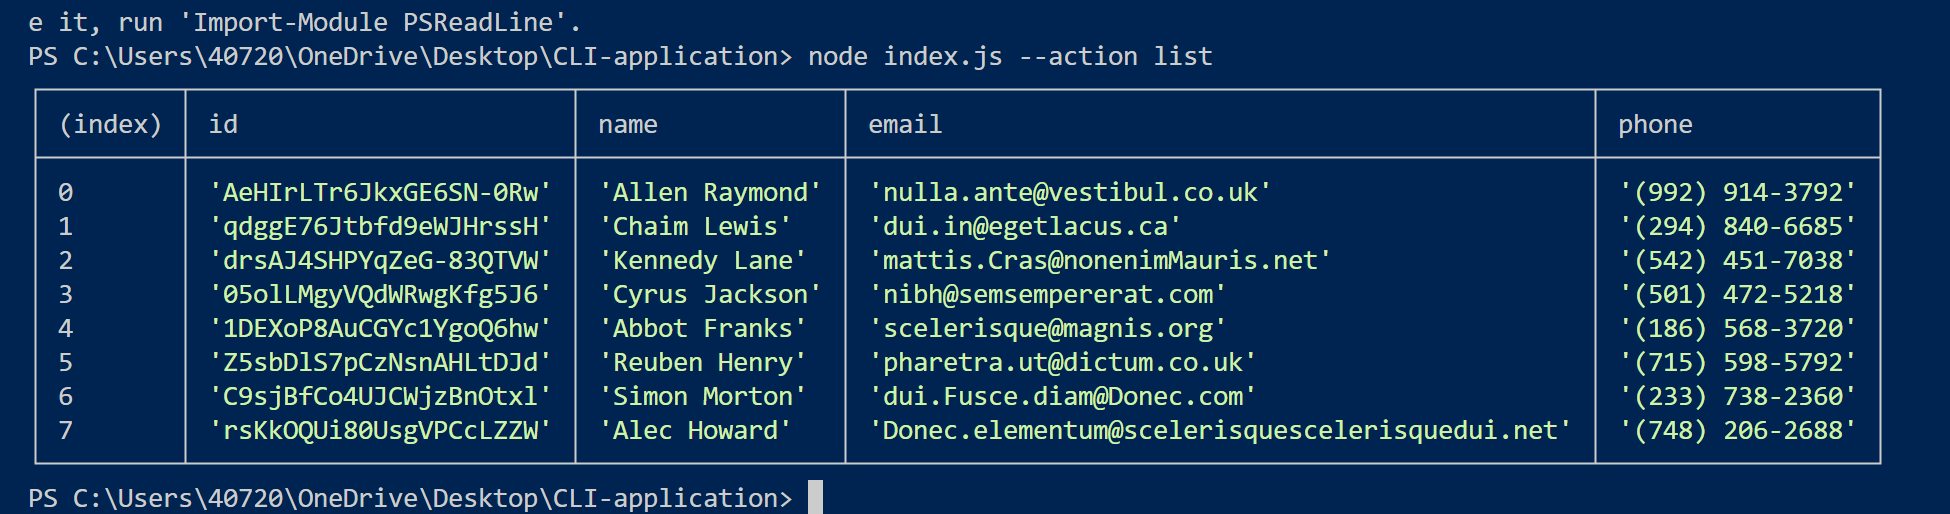 e it, run 'Import-Module PSReadLine'.
PS C:\Users\40720\OneDrive\Desktop\CLI-application> node index.js --action list
(index) id name email phone
0 'AeHIrLTr6JkxGE6SN-0Rw' 'Allen Raymond' 'nulla.ante@vestibul.co.uk' '(992) 914-3792'
1 'qdggE76Jtbfd9eWJHrssH' 'Chaim Lewis' 'dui.in@egetlacus.ca' '(294) 840-6685'
2 'drsAJ4SHPYqZeG-83QTVW' 'Kennedy Lane' 'mattis.Cras@nonenimMauris.net' '(542) 451-7038'
3 '05olLMgyVQdWRwgKfg5J6' 'Cyrus Jackson' 'nibh@semsempererat.com' '(501) 472-5218'
4 '1DEXoP8AuCGYc1YgoQ6hw' 'Abbot Franks' 'scelerisque@magnis.org' '(186) 568-3720'
5 'Z5sbDlS7pCzNsnAHLtDJd' 'Reuben Henry' 'pharetra.ut@dictum.co.uk' '(715) 598-5792'
6 'C9sjBfCo4UJCWjzBnOtxl' 'Simon Morton' 'dui.Fusce.diam@Donec.com' '(233) 738-2360'
7 'rsKkOQUi80UsgVPCcLZZW' 'Alec Howard' 'Donec.elementum@scelerisquescelerisquedui.net' '(748) 206-2688'
PS C:\Users\40720\OneDrive\Desktop\CLI-application>